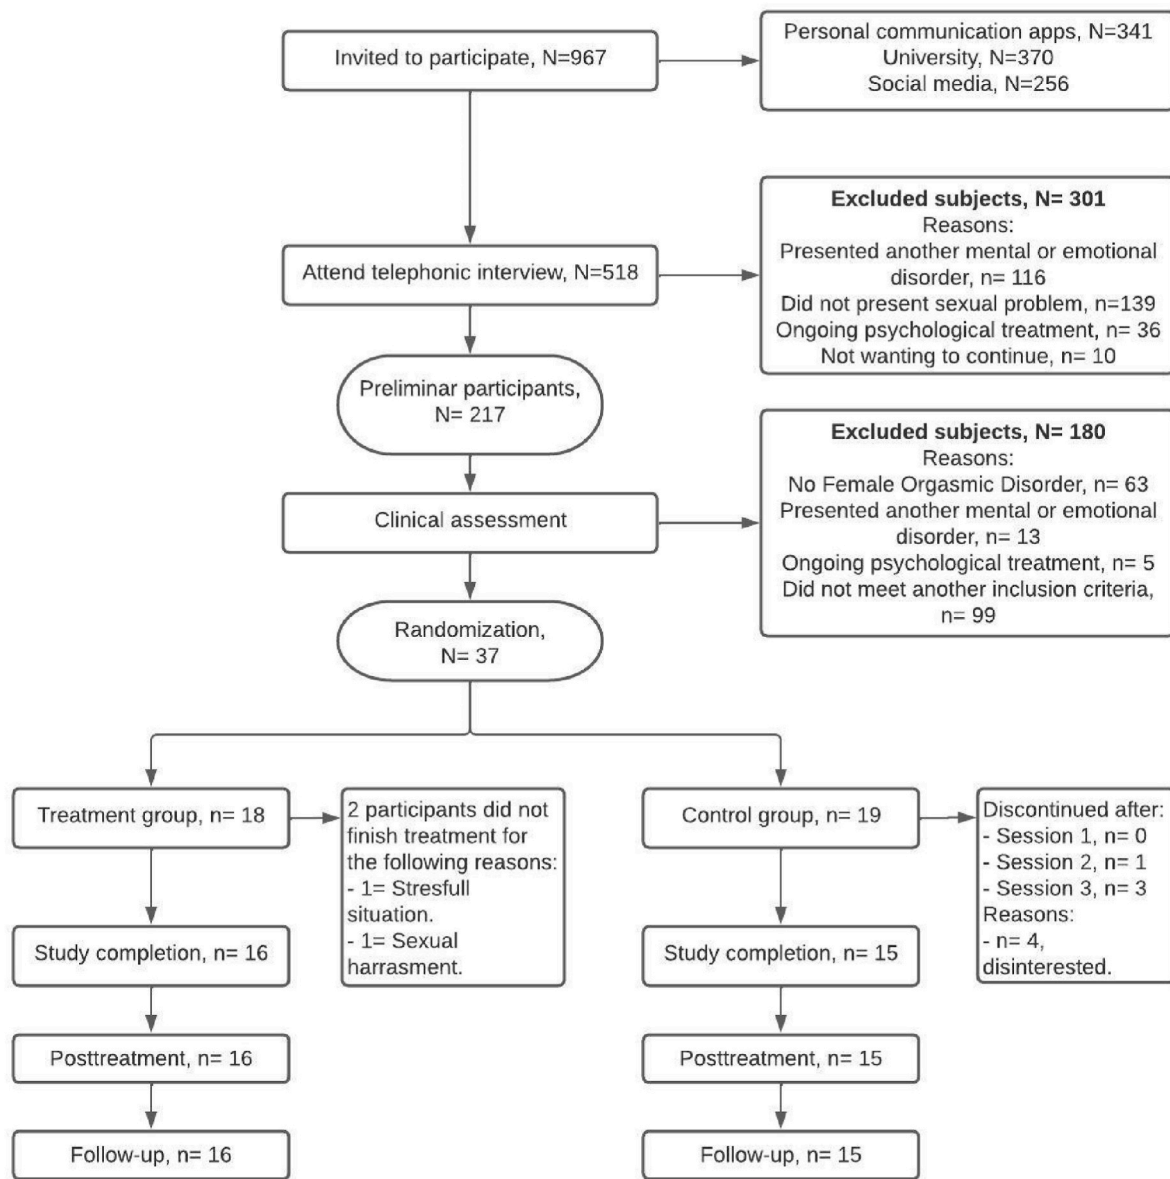 Invited to participate, N=967
Personal communication apps, N=341
University, N=370
Social media, N=256
Attend telephonic interview, N=518
Excluded subjects, N= 301
Reasons:
Presented another mental or emotional
disorder, n= 116
Did not present sexual problem, n=139
Ongoing psychological treatment, n= 36
Not wanting to continue, n= 10
Preliminar participants,
N= 217
Clinical assessment
Excluded subjects, N= 180
Reasons:
No Female Orgasmic Disorder, n= 63
Presented another mental or emotional
disorder, n= 13
Ongoing psychological treatment, n= 5
Did not meet another inclusion criteria,
n= 99
Randomization,
N= 37
Treatment group, n= 18
2 participants did not
finish treatment for
the following reasons:
- 1= Stresfull
situation.
- 1= Sexual
harrasment.
Control group, n= 19
Discontinued after:
- Session 1, n= 0
- Session 2, n= 1
- Session 3, n= 3
Reasons:
- n= 4,
disinterested.
Study completion, n= 16
Study completion, n= 15
Posttreatment, n= 16
Posttreatment, n= 15
Follow-up, n= 16
Follow-up, n= 15